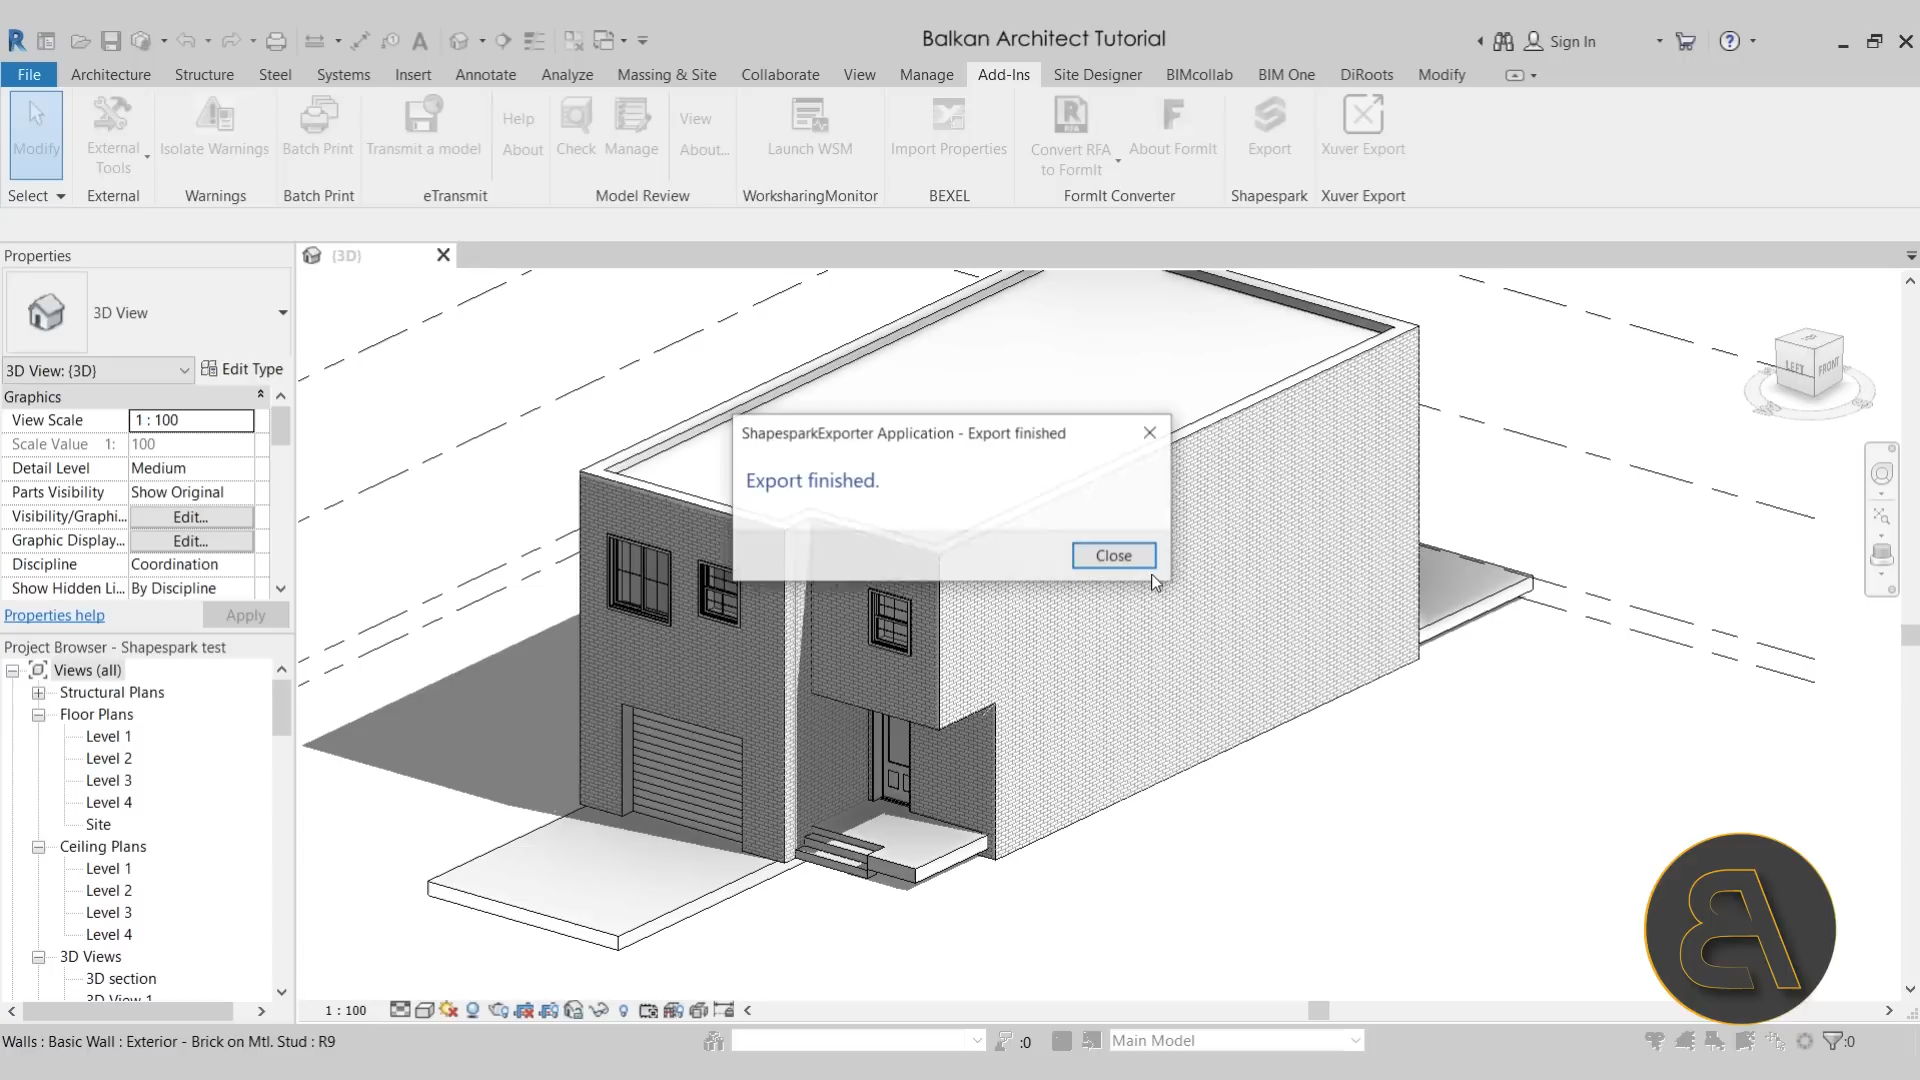 Balkan Architect Tutorial
Sign In
File Architecture Structure Steel Systems Insert Annotate Analyze Massing & Site Collaborate View Manage Add-Ins Site Designer BIMcollab BIM One DiRoots Modify
Modify
External
Tools
Isolate Warnings
Batch Print
Transmit a model
Help
About
Check
Manage
View
About...
Launch WSM
Import Properties
Convert RFA
to FormIt
About FormIt
Export
Xuver Export
Select External Warnings Batch Print eTransmit Model Review WorksharingMonitor BEXEL FormIt Converter Shapespark Xuver Export
Properties
{3D}
3D View
3D View: {3D} Edit Type
Graphics
View Scale 1 : 100
Scale Value 1: 100
Detail Level Medium
Parts Visibility Show Original
Visibility/Graphi... Edit...
Graphic Display... Edit...
Discipline Coordination
Show Hidden Li... By Discipline
Properties help Apply
Project Browser - Shapespark test
Views (all)
Structural Plans
Floor Plans
Level 1
Level 2
Level 3
Level 4
Site
Ceiling Plans
Level 1
Level 2
Level 3
Level 4
3D Views
3D section
3D View 1
ShapesparkExporter Application - Export finished
Export finished.
Close
LEFT FRONT
1 : 100
Walls : Basic Wall : Exterior - Brick on Mtl. Stud : R9
:0
Main Model
:0